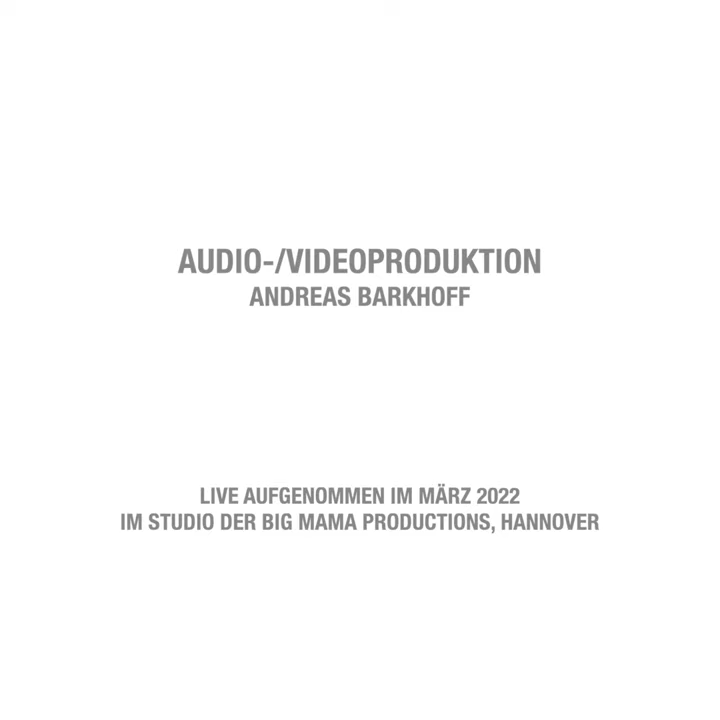 AUDIO-/VIDEOPRODUKTION
ANDREAS BARKHOFF
LIVE AUFGENOMMEN IM MÄRZ 2022
IM STUDIO DER BIG MAMA PRODUCTIONS, HANNOVER